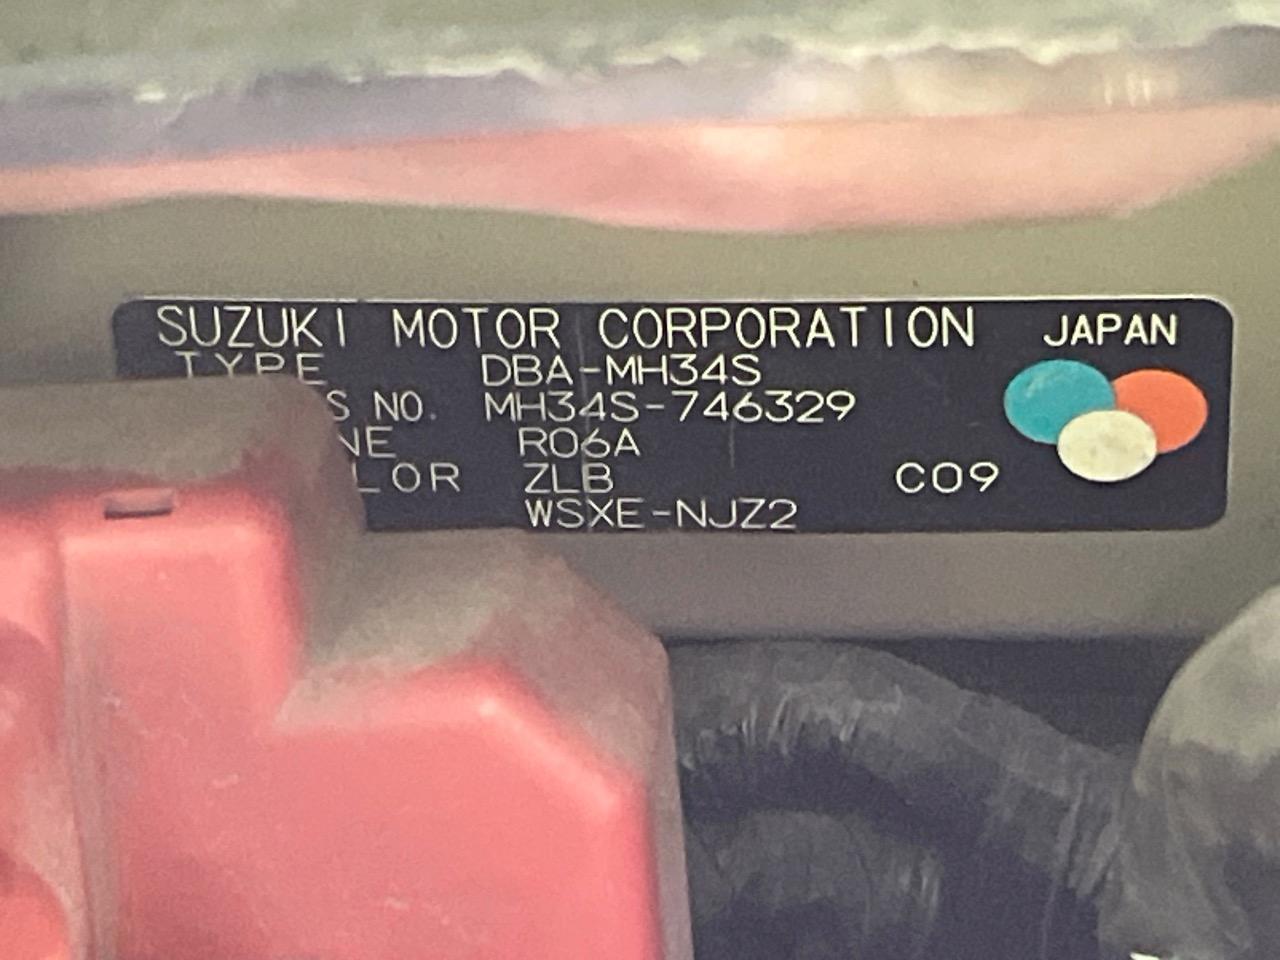 SUZUKI MOTOR CORPORATION JAPAN
TYPE DBA-MH34S
S NO. MH34S-746329
NE R06A
LOR ZLB C09
WSXE-NJZ2